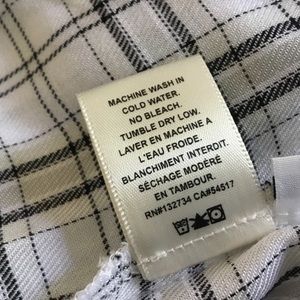 MACHINE WASH IN
COLD WATER.
NO BLEACH.
TUMBLE DRY LOW.
LAVER EN MACHINE A
L'EAU FROIDE.
BLANCHIMENT INTERDIT.
SÉCHAGE MODÉRÉ
EN TAMBOUR.
RN#132734 CA#54517